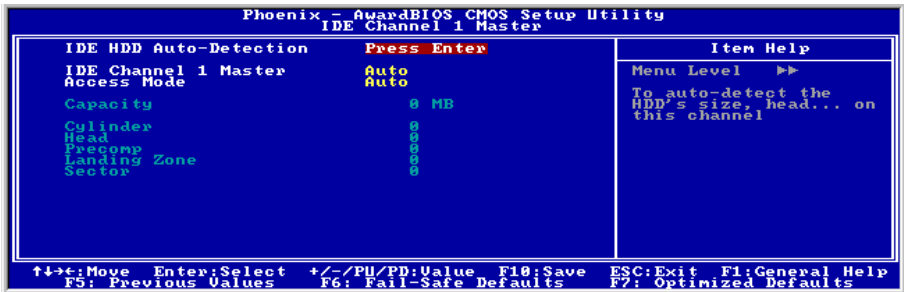 Phoenix - AwardBIOS CMOS Setup Utility
IDE Channel 1 Master
IDE HDD Auto-Detection Press Enter
IDE Channel 1 Master Auto
Access Mode Auto
Capacity 0 MB
Cylinder 0
Head 0
Precomp 0
Landing Zone 0
Sector 0
Item Help
Menu Level ▶▶
To auto-detect the
HDD's size, head... on
this channel
↑↓→←:Move Enter:Select +/-/PU/PD:Value F10:Save ESC:Exit F1:General Help
F5: Previous Values F6: Fail-Safe Defaults F7: Optimized Defaults